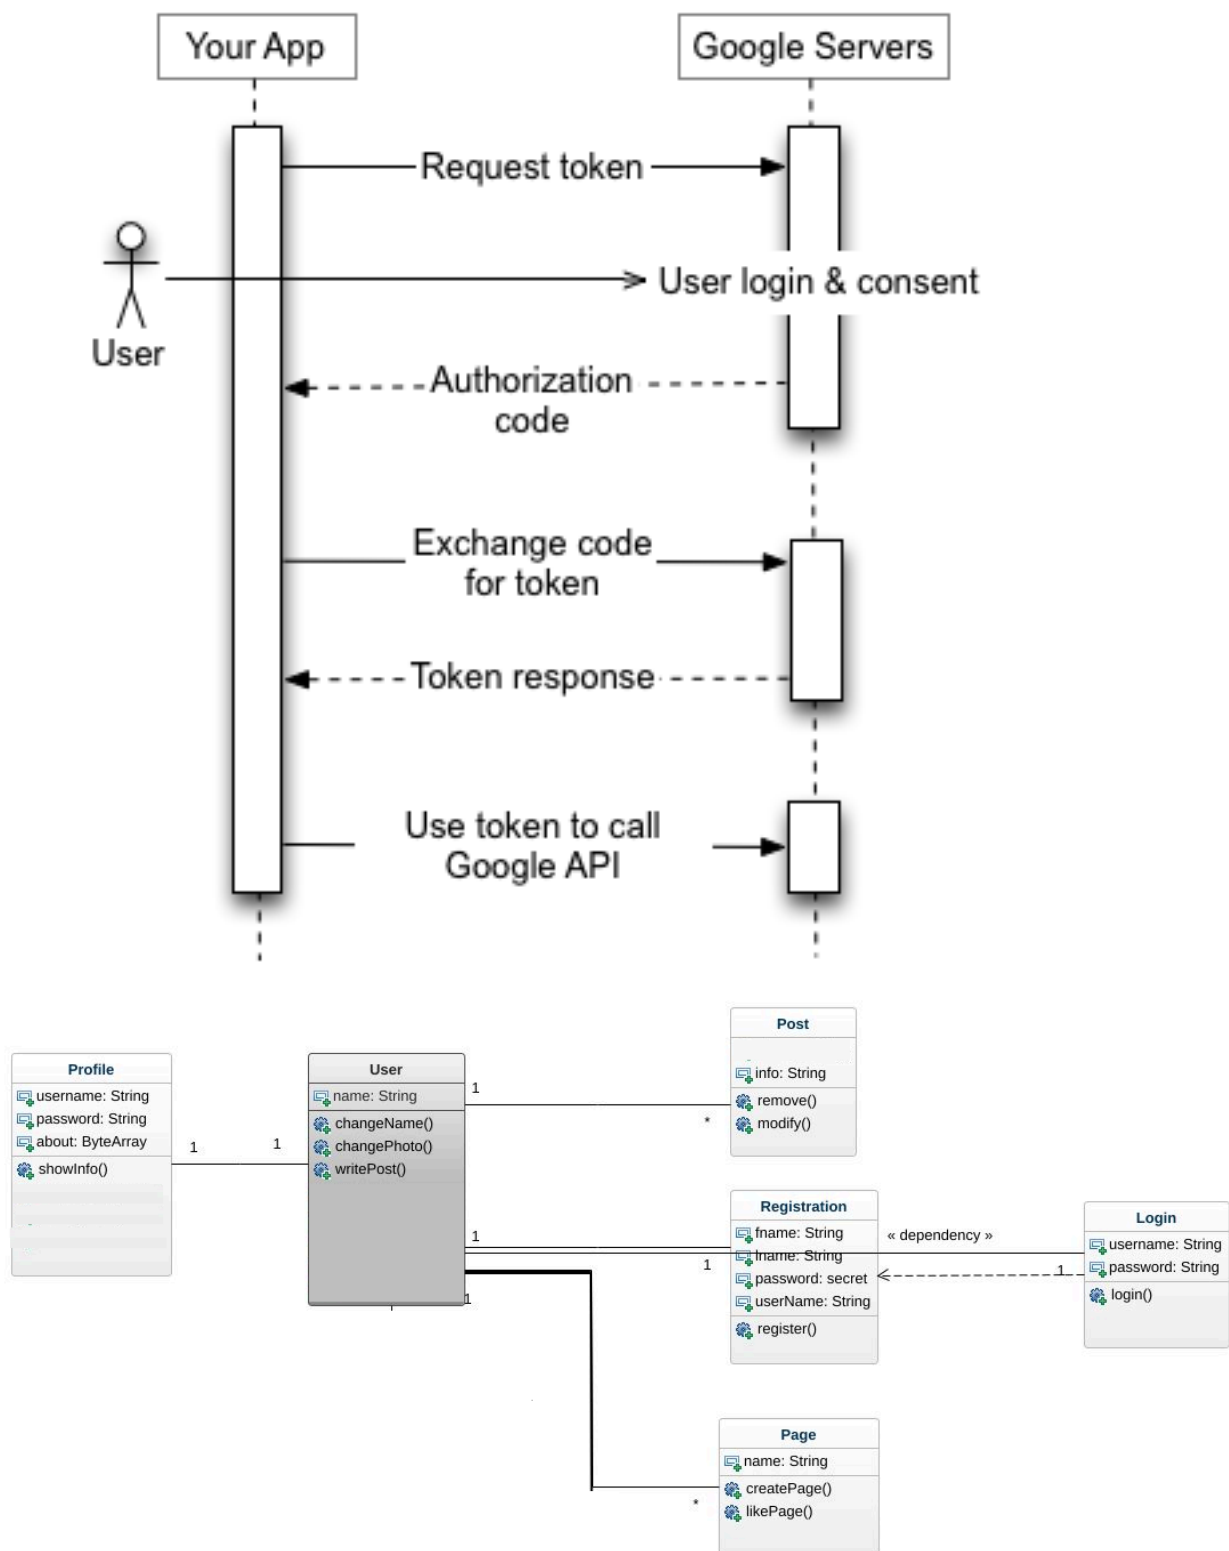 Your App
Google Servers
Request token
User login & consent
User
Authorization
code
Exchange code
for token
Token response
Use token to call
Google API
Post
info: String
remove()
modify()
Profile
username: String
password: String
about: ByteArray
showInfo()
User
name: String
changeName()
changePhoto()
writePost()
1
*
1
1
Registration
fname: String
lname: String
password: secret
userName: String
register()
« dependency »
Login
username: String
password: String
login()
1
1
1
1
Page
name: String
createPage()
likePage()
*